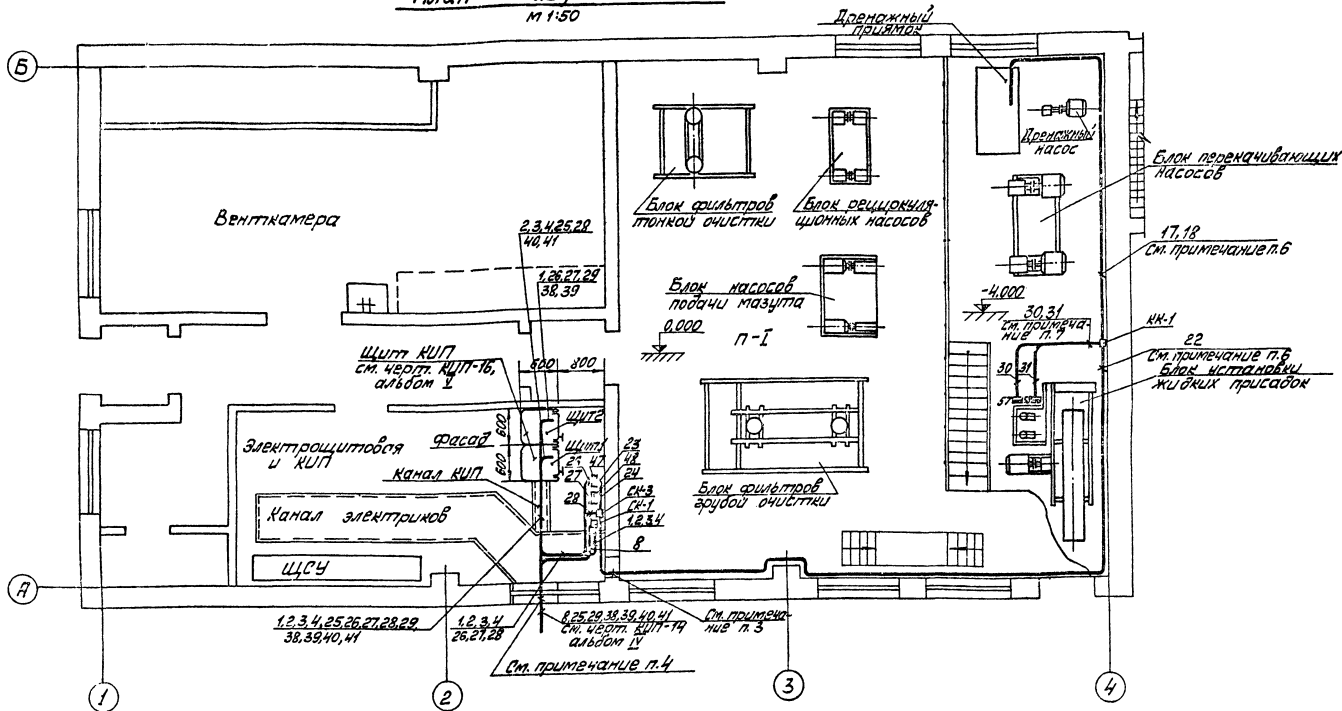 М 1:50
Дренажный
приямок
Б
Дренажный
насос
Блок перекачивающих
насосов
Блок фильтров
тонкой очистки
Блок рециркуля-
ционных насосов
Венткамера
2,3,4,25,28
40,41
1,26,27,29
38,39
17,18
См. примечание п.6
Блок насосов
подачи мазута
-4.000
0.000
П-I
30,31
См. примеча-
ние п.7
КК-1
22
См. примечание п.6
Блок установки
жидких присадок
Щит КИП
см. черт. КИП-16,
альбом V
600
800
30
31
57
Щит 2
Фасад
600
600
Щит 1
Электрощитовая
и КИП
Канал КИП
47
23
48
24
27
28
СК-3
СК-1
1,2,3,4
8
Блок фильтров
грубой очистки
Канал электриков
ЩСУ
А
1,2,3,4,25,26,27,28,29
38,39,40,41
1,2,3,4
26,27,28
8,25,29,38,39,40,41
См. черт. КИП-14
альбом IV
См. примеча-
ние п.3
См. примечание п.4
1
2
3
4